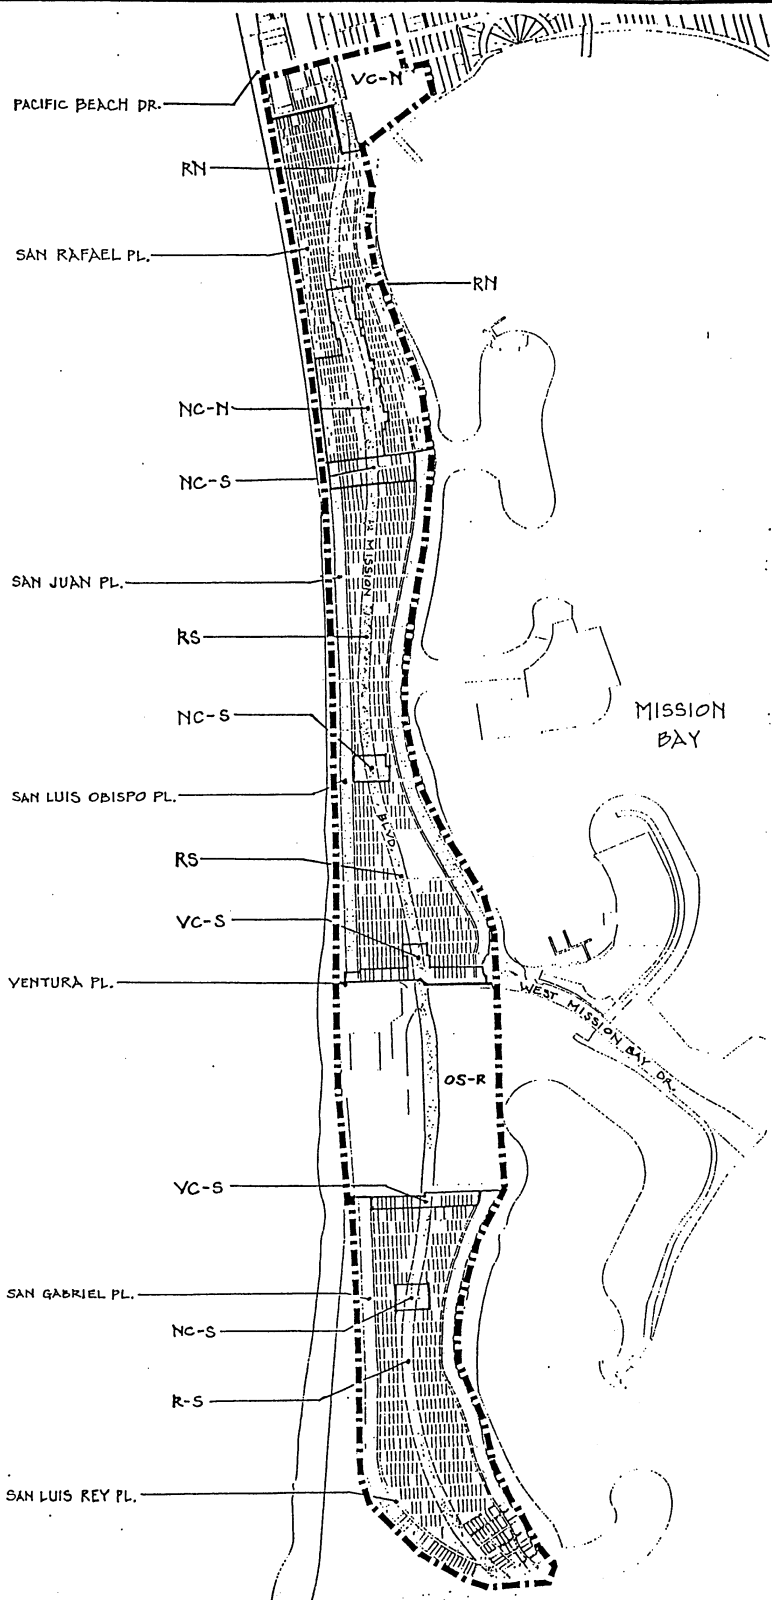 VC-N
PACIFIC BEACH DR.
RN
SAN RAFAEL PL.
RN
NC-N
NC-S
MISSION
SAN JUAN PL.
RS
NC-S
MISSION
BAY
SAN LUIS OBISPO PL.
BLVD.
RS
VC-S
VENTURA PL.
WEST MISSION BAY DR.
OS-R
VC-S
SAN GABRIEL PL.
NC-S
R-S
SAN LUIS REY PL.